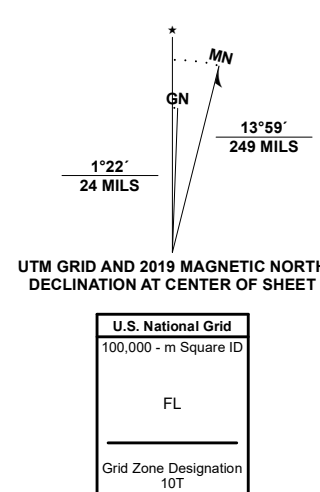 ★
MN
GN
13°59´
249 MILS
1°22´
24 MILS
UTM GRID AND 2019 MAGNETIC NORTH
DECLINATION AT CENTER OF SHEET
U.S. National Grid
100,000 - m Square ID
FL
Grid Zone Designation
10T